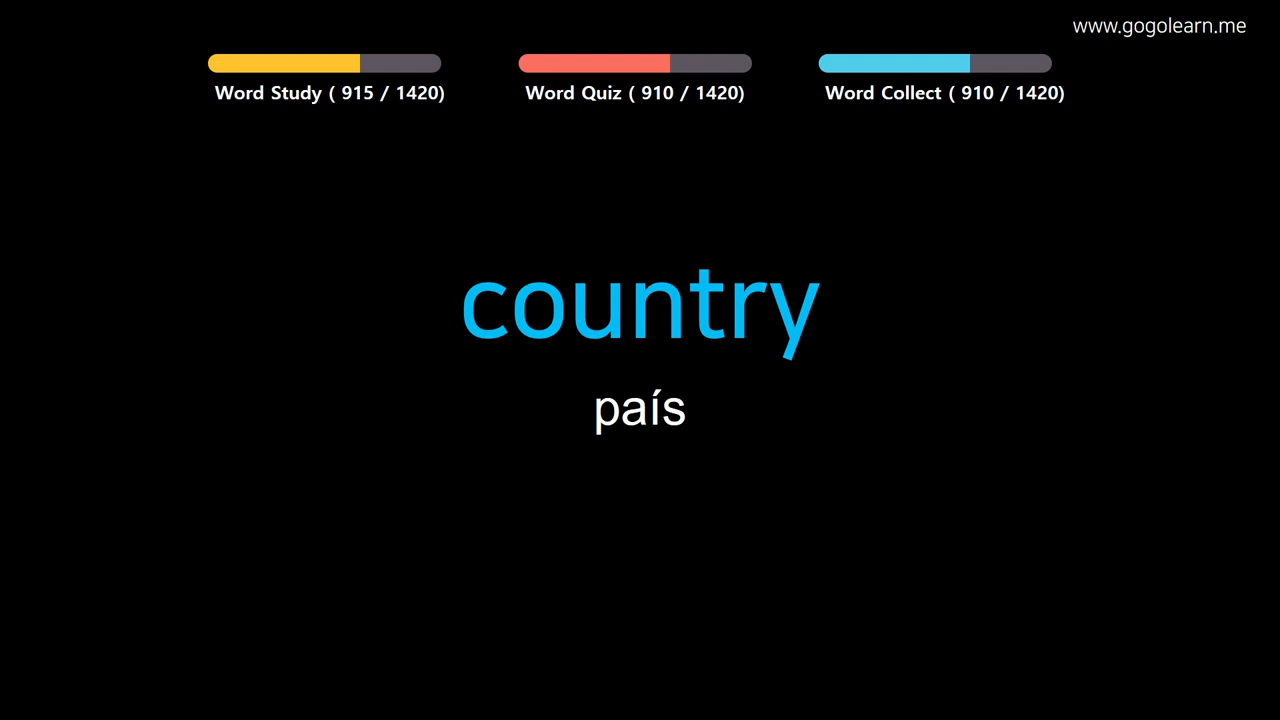 www.gogolearn.me
Word Study ( 915 / 1420)
Word Quiz ( 910 / 1420)
Word Collect ( 910 / 1420)
country
país